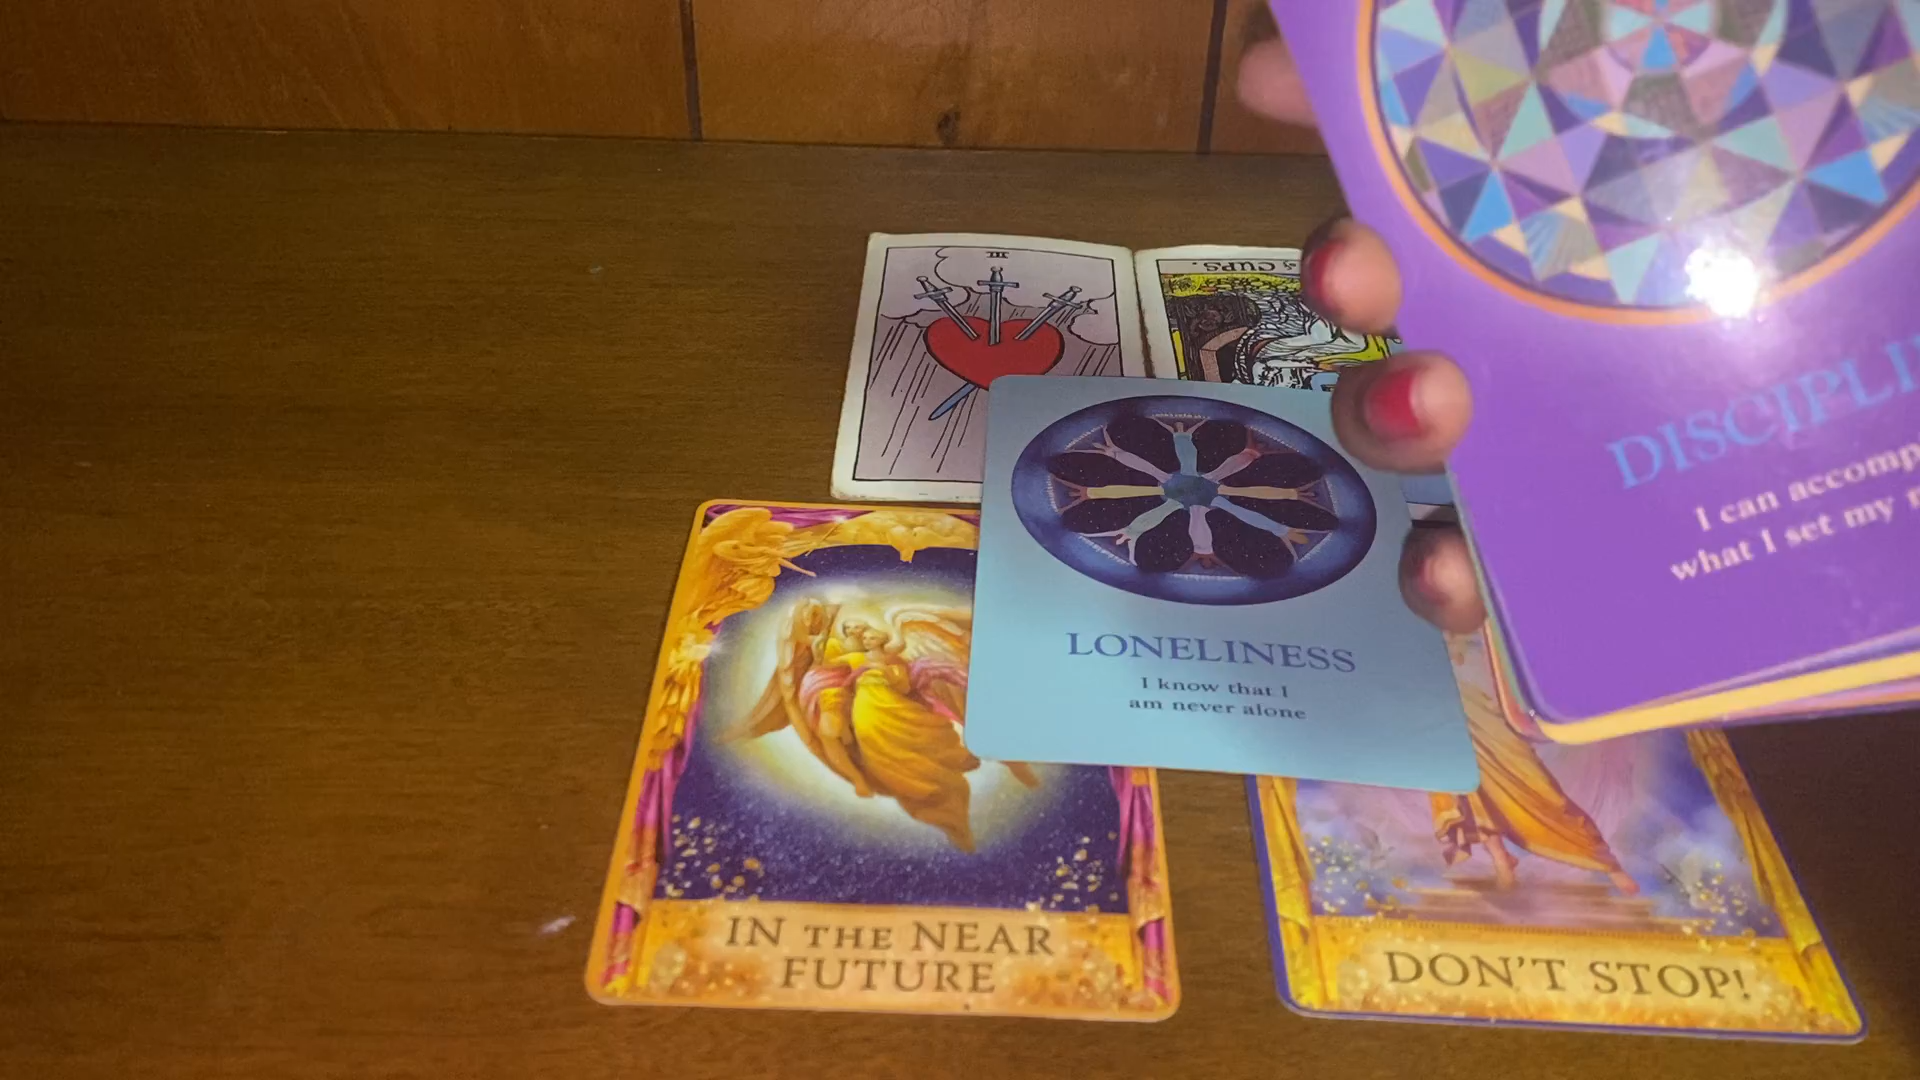 III
CUPS.
DISCIPLI
I can accomp
what I set my
LONELINESS
I know that I
am never alone
IN THE NEAR
FUTURE
DON'T STOP!